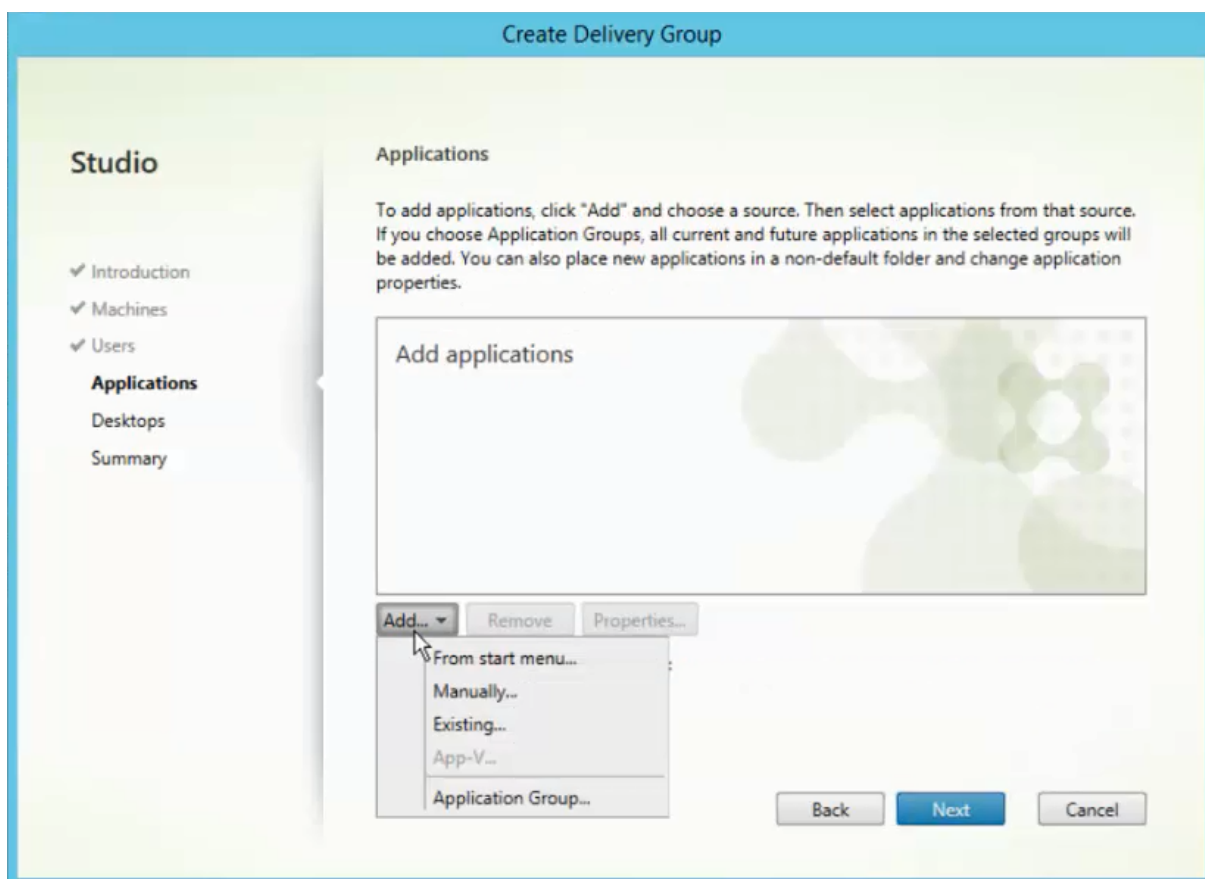 Create Delivery Group
Studio
Introduction
Machines
Users
Applications
Desktops
Summary
Applications
To add applications, click "Add" and choose a source. Then select applications from that source.
If you choose Application Groups, all current and future applications in the selected groups will
be added. You can also place new applications in a non-default folder and change application
properties.
Add applications
Add...
Remove
Properties...
From start menu...
:
Manually...
Existing...
App-V...
Application Group...
Back
Next
Cancel